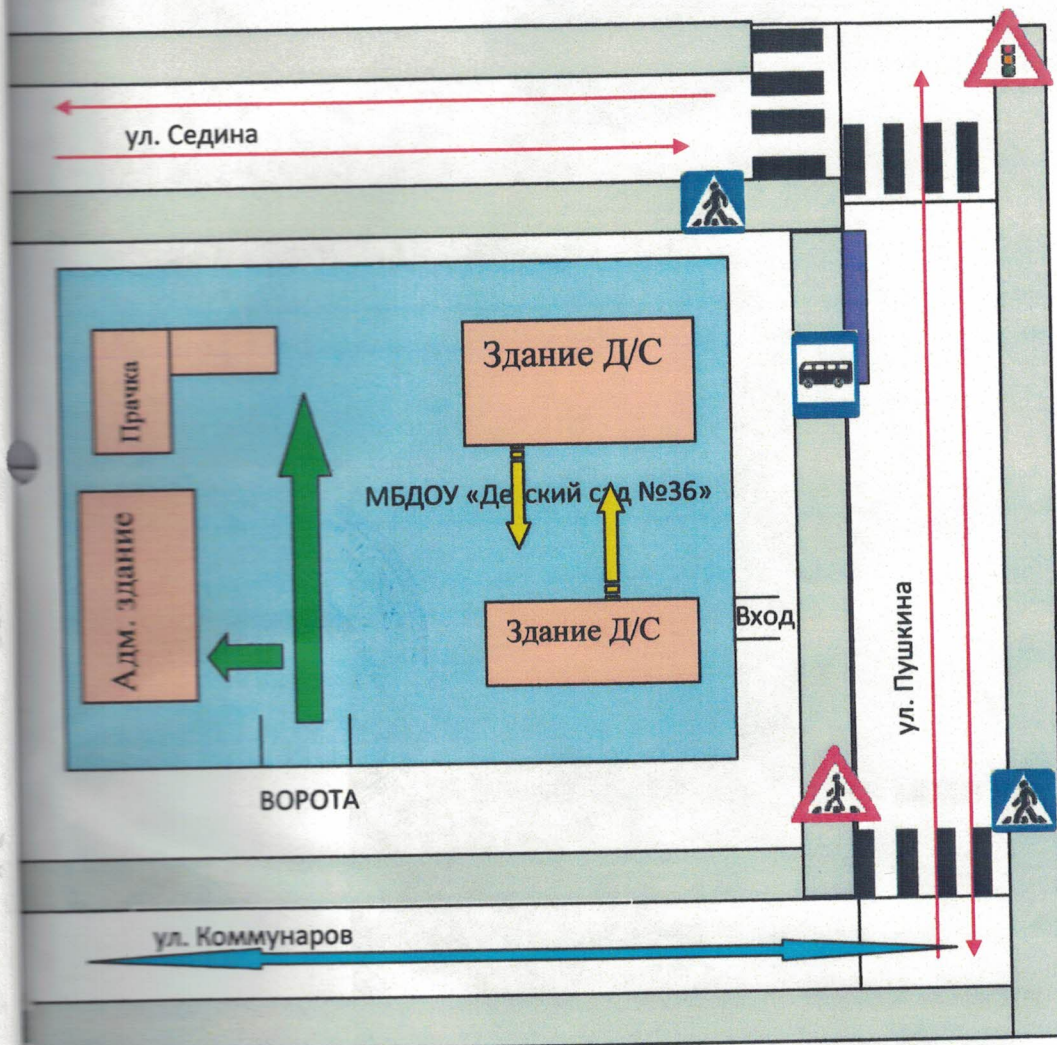 ул. Седина
Прачка
Здание Д/С
МБДОУ «Детский сад №36»
Адм. здание
Здание Д/С
Вход
ул. Пушкина
ВОРОТА
ул. Коммунаров